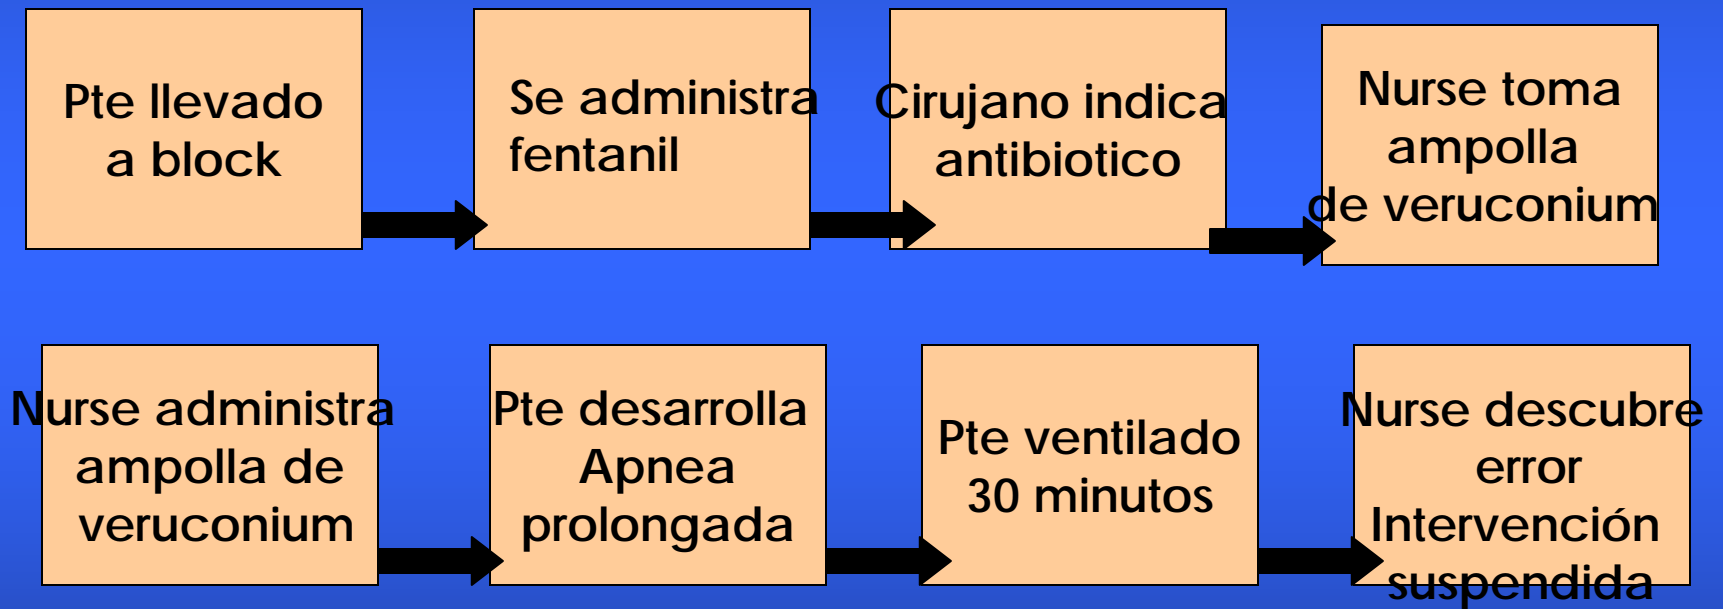 Pte llevado
a block
Se administra
fentanil
Cirujano indica
antibiotico
Nurse toma
ampolla
de veruconium
Nurse administra
ampolla de
veruconium
Pte desarrolla
Apnea
prolongada
Pte ventilado
30 minutos
Nurse descubre
error
Intervención
suspendida